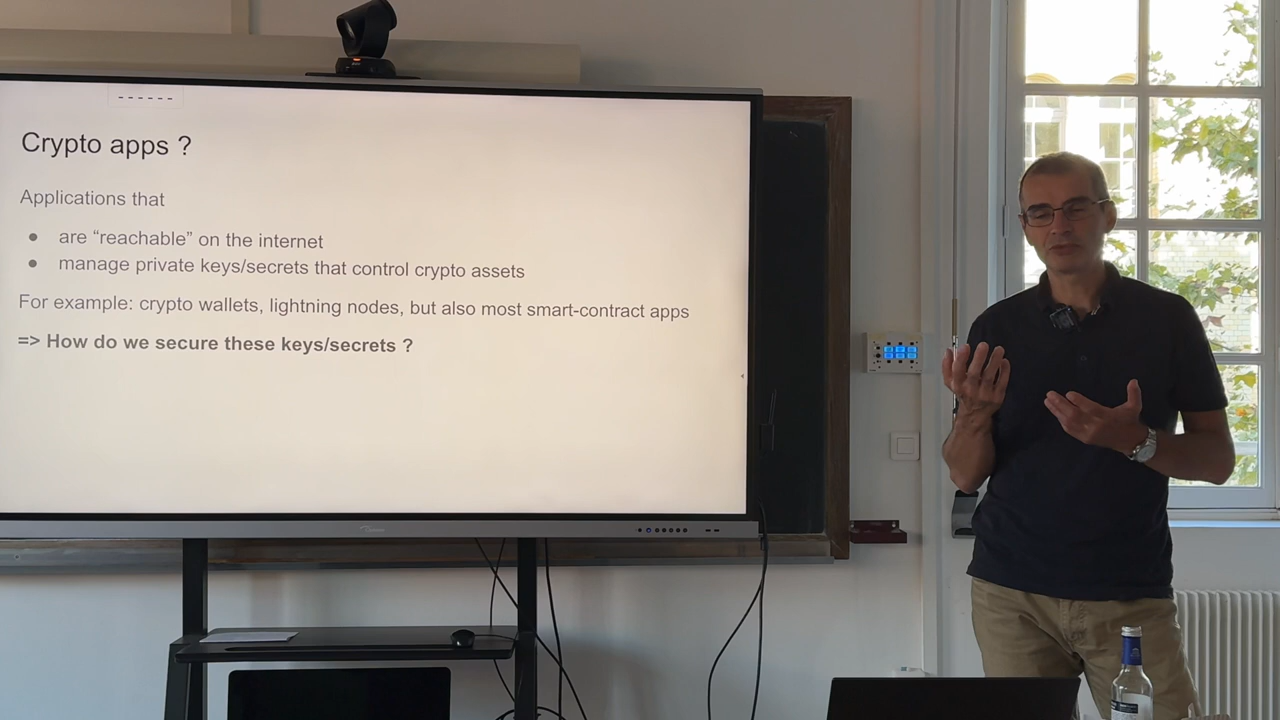 Crypto apps ?
Applications that
● are “reachable” on the internet
● manage private keys/secrets that control crypto assets
For example: crypto wallets, lightning nodes, but also most smart-contract apps
=> How do we secure these keys/secrets ?